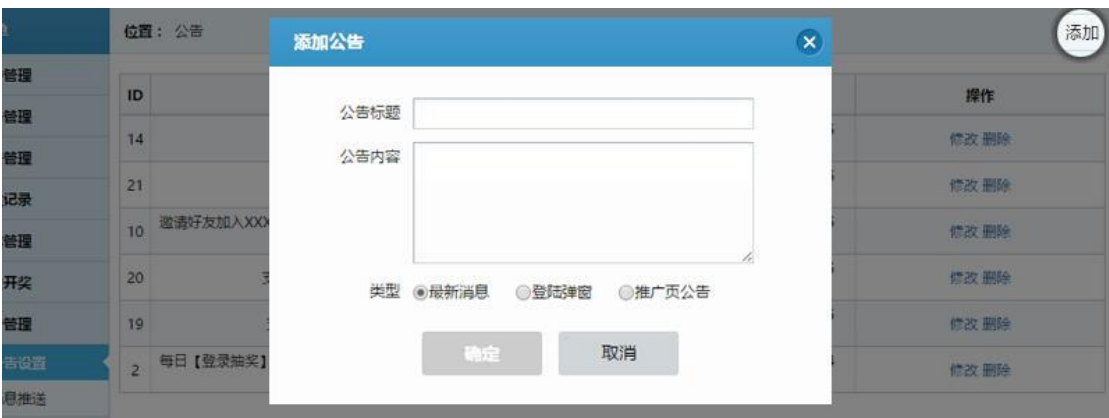 位置： 公告
添加公告
添加
管理
ID
操作
公告标题
管理
14
修改 删除
公告内容
管理
21
修改 删除
记录
邀请好友加入XXX
10
修改 删除
管理
开奖
20
修改 删除
类型 最新消息 登陆弹窗 推广页公告
管理
19
修改 删除
确定 取消
告设置
每日【登录抽奖】
2
修改 删除
息推送